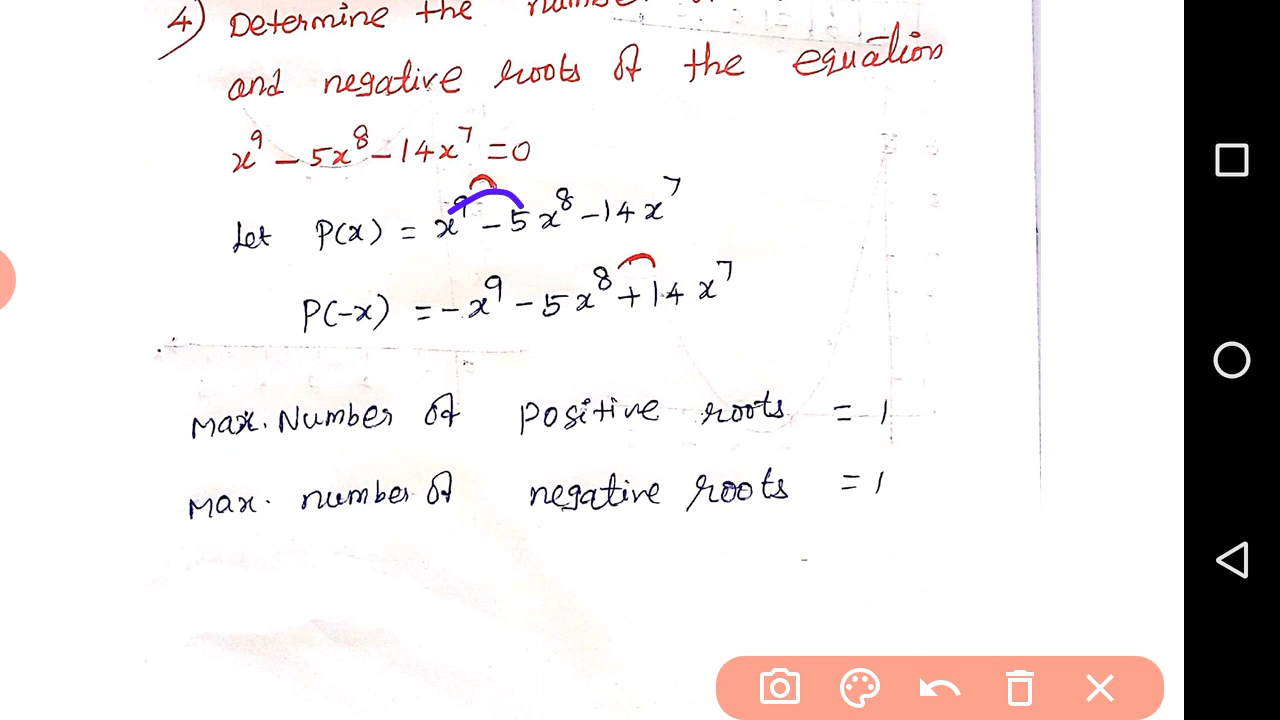 4) Determine the
and negative roots of the equation
x⁹ - 5x⁸ - 14x⁷ = 0
Let P(x) = x⁹ - 5x⁸ - 14x⁷
P(-x) = -x⁹ - 5x⁸ + 14x⁷
Max. Number of positive roots = 1
Max. number of negative roots = 1